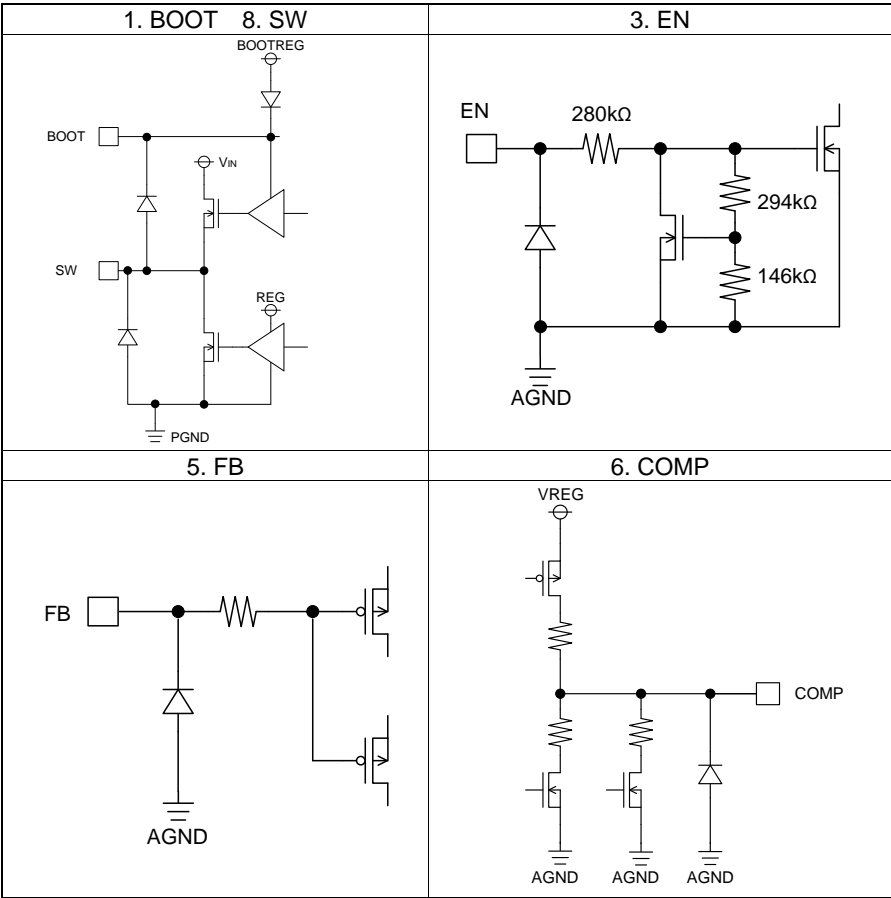 1. BOOT 8. SW
BOOTREG
BOOT
VIN
SW
REG
PGND
3. EN
EN
280kΩ
294kΩ
146kΩ
AGND
5. FB
FB
AGND
6. COMP
VREG
COMP
AGND AGND AGND